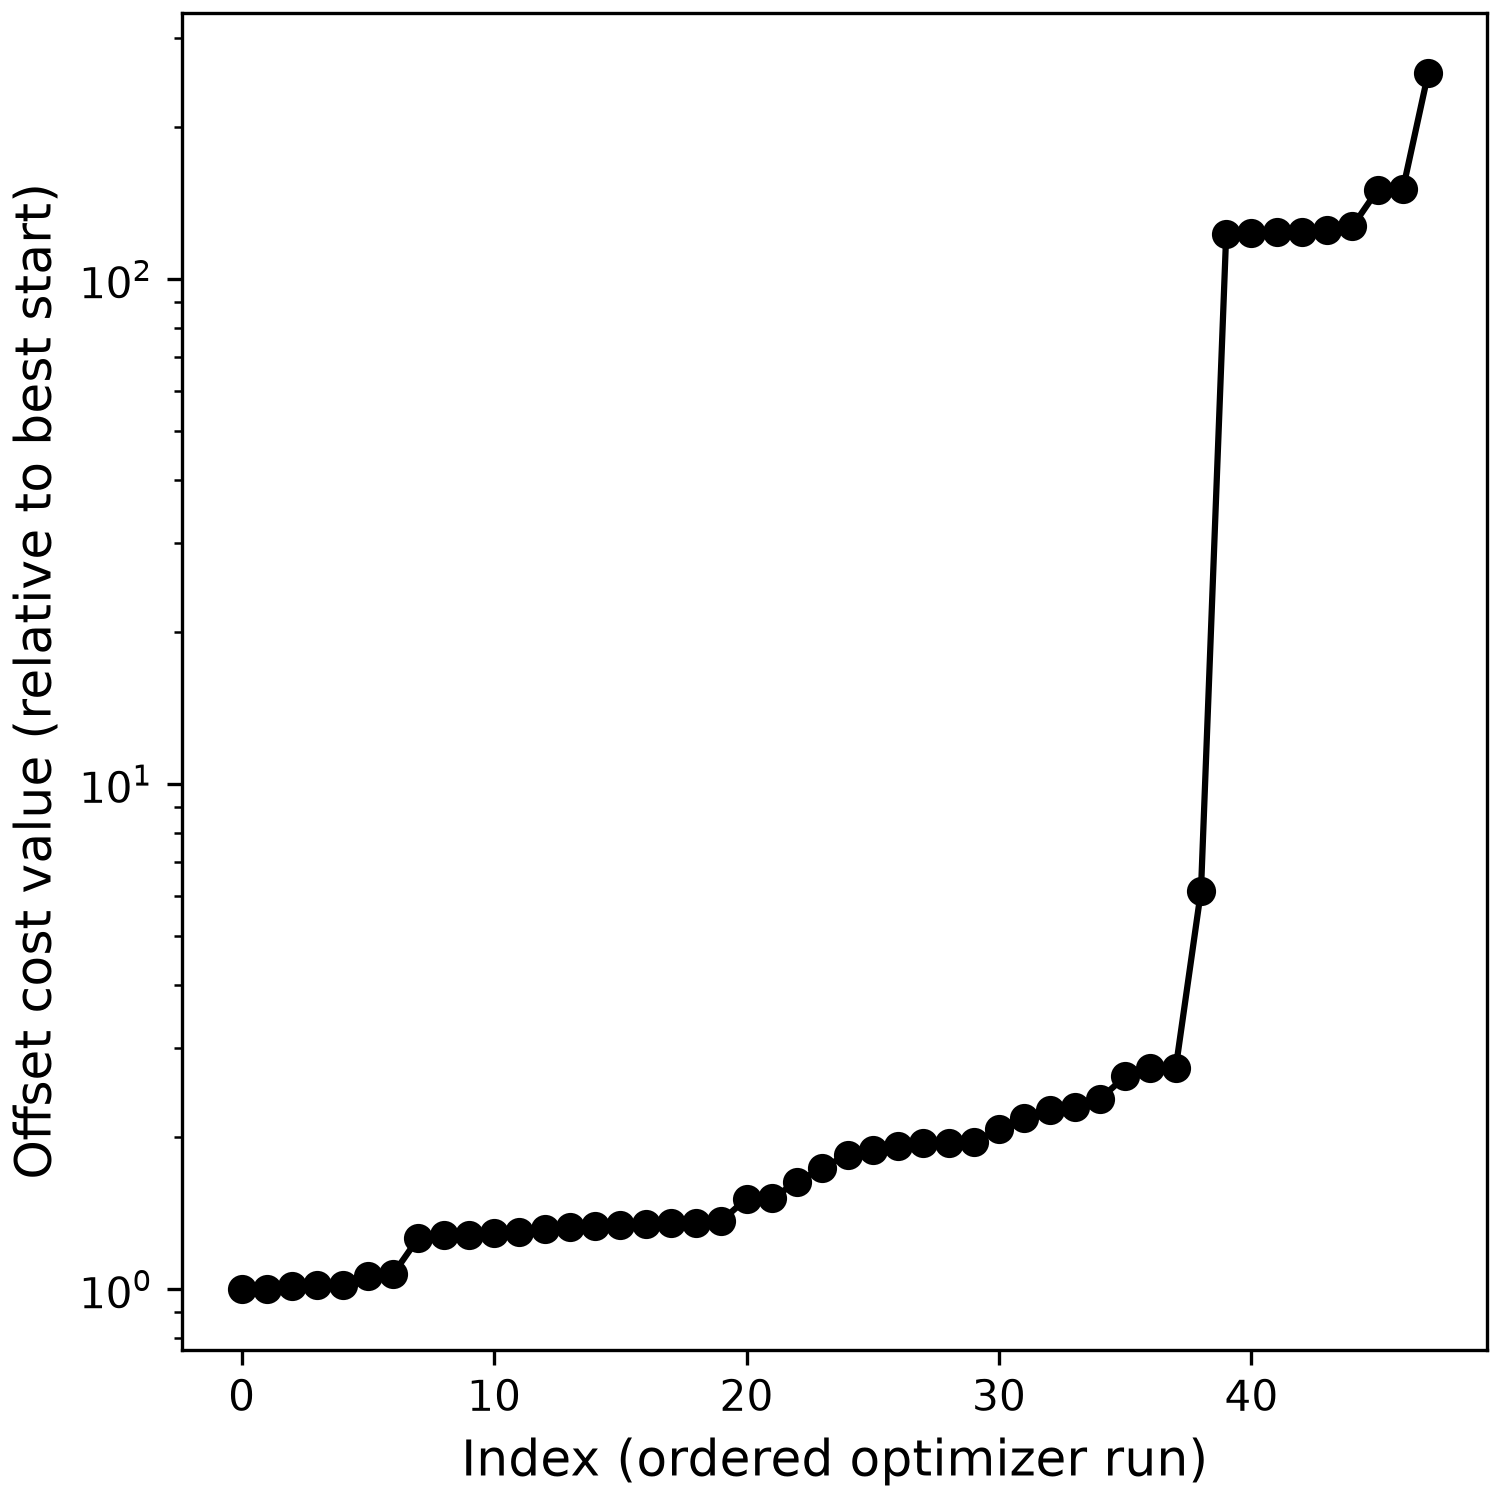 Offset cost value (relative to best start)
10²
10¹
10⁰
0 10 20 30 40
Index (ordered optimizer run)